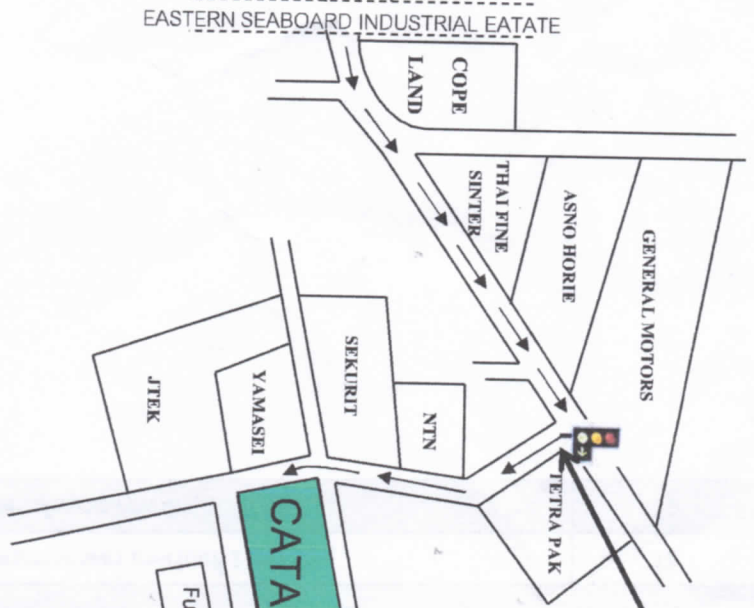 EASTERN SEABOARD INDUSTRIAL EATATE
COPE
LAND
THAI FINE
SINTER
ASNO HORIE
GENERAL MOTORS
SEKURIT
NTN
YAMASEI
JTEK
TETRA PAK
CATA
Fu